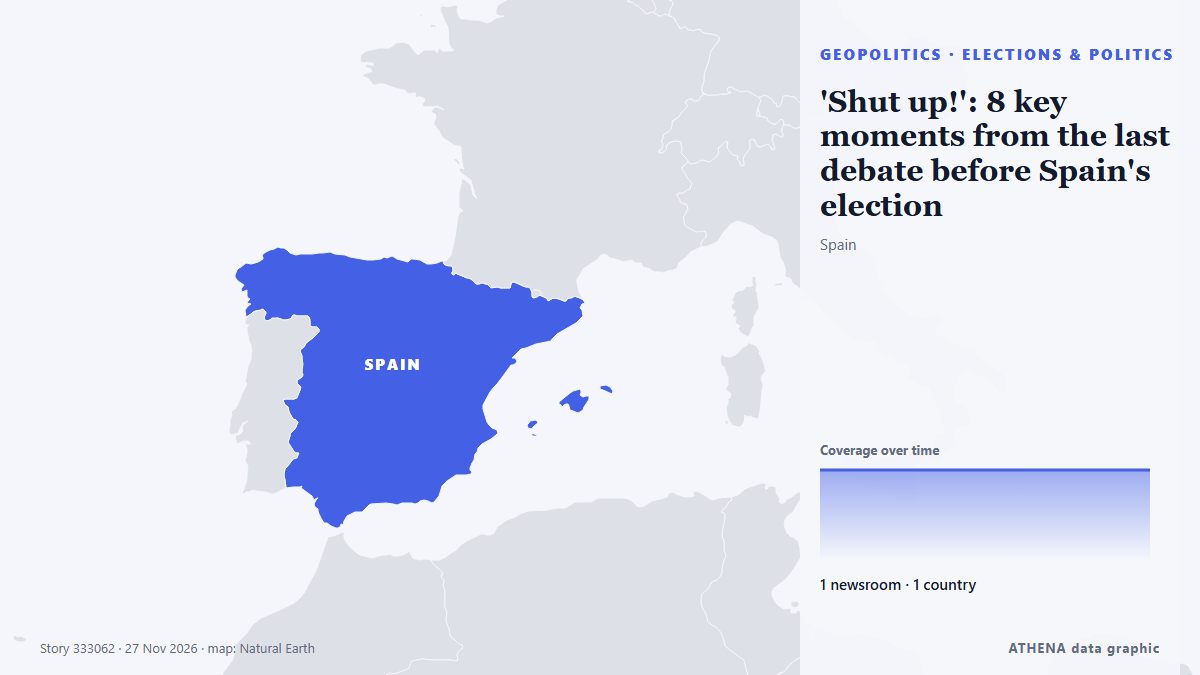 GEOPOLITICS · ELECTIONS & POLITICS
'Shut up!': 8 key
moments from the last
debate before Spain's
election
Spain
SPAIN
Coverage over time
1 newsroom · 1 country
Story 333062 · 27 Nov 2026 · map: Natural Earth
ATHENA data graphic